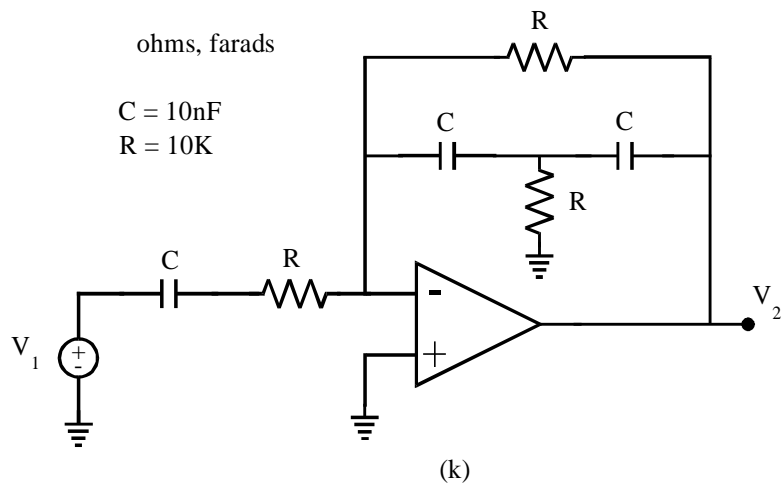 R
ohms, farads
C = 10nF
R = 10K
C
C
R
C
R
V1
+
-
-
+
V2
(k)